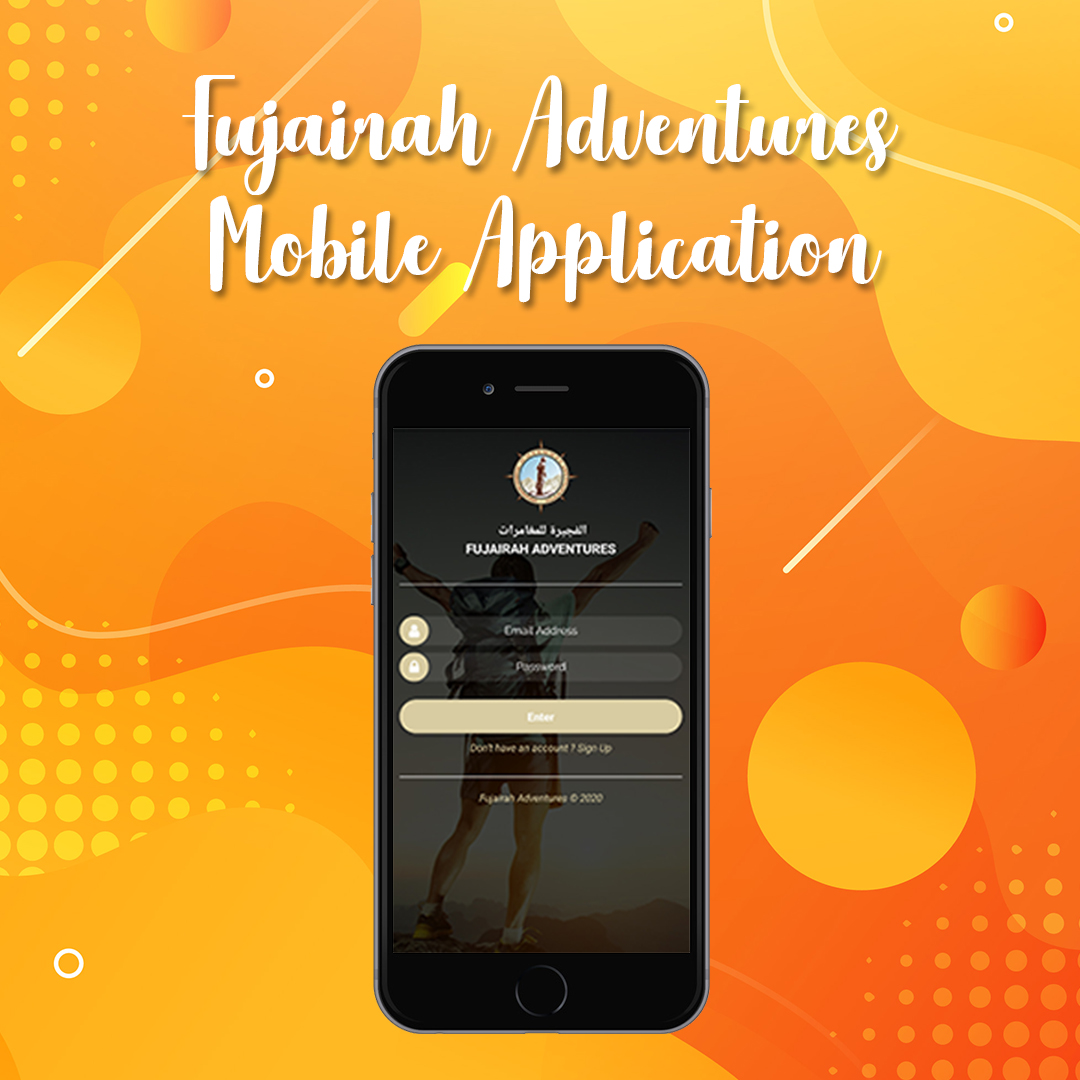 Fujairah Adventures
Mobile Application
الفجيرة للمغامرات
FUJAIRAH ADVENTURES
Email Address
Password
Enter
Don't have an account ? Sign Up
Fujairah Adventures © 2020